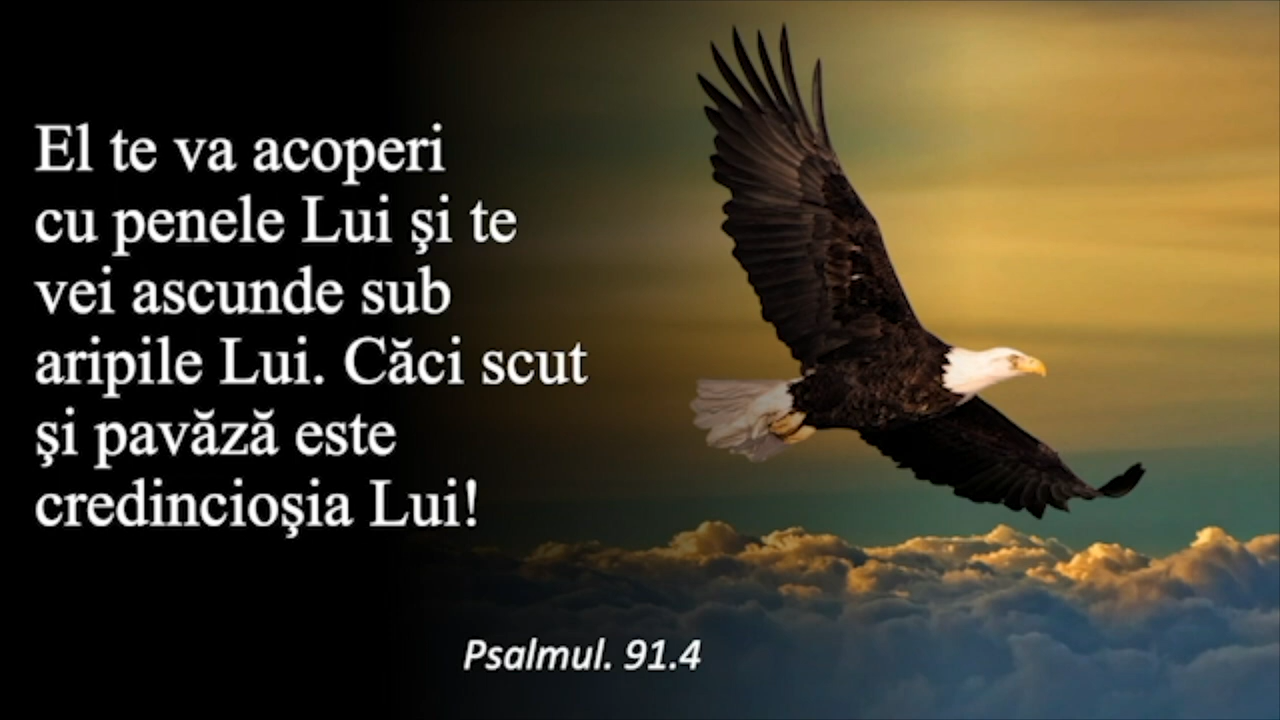 El te va acoperi
cu penele Lui şi te
vei ascunde sub
aripile Lui. Căci scut
şi pavăză este
credincioşia Lui!
Psalmul. 91.4